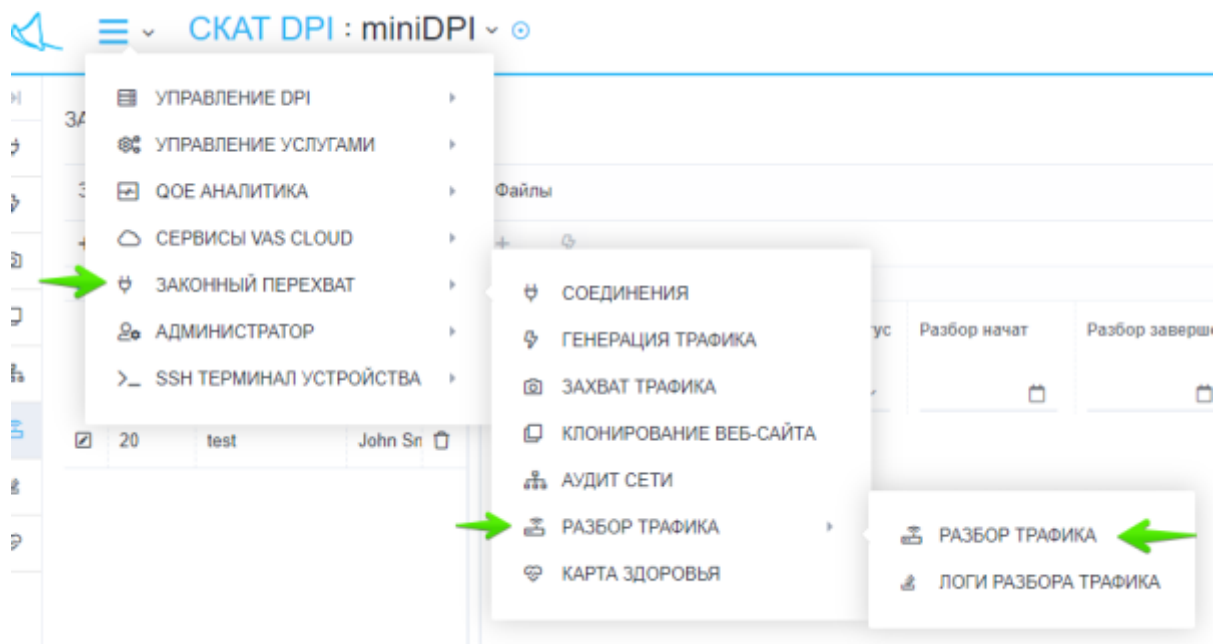 СКАТ DPI : miniDPI
УПРАВЛЕНИЕ DPI
УПРАВЛЕНИЕ УСЛУГАМИ
QOE АНАЛИТИКА
СЕРВИСЫ VAS CLOUD
ЗАКОННЫЙ ПЕРЕХВАТ
АДМИНИСТРАТОР
SSH ТЕРМИНАЛ УСТРОЙСТВА
Файлы
СОЕДИНЕНИЯ
ГЕНЕРАЦИЯ ТРАФИКА
ЗАХВАТ ТРАФИКА
КЛОНИРОВАНИЕ ВЕБ-САЙТА
АУДИТ СЕТИ
РАЗБОР ТРАФИКА
КАРТА ЗДОРОВЬЯ
Разбор начат
Разбор заверше
20 test John Sn
РАЗБОР ТРАФИКА
ЛОГИ РАЗБОРА ТРАФИКА